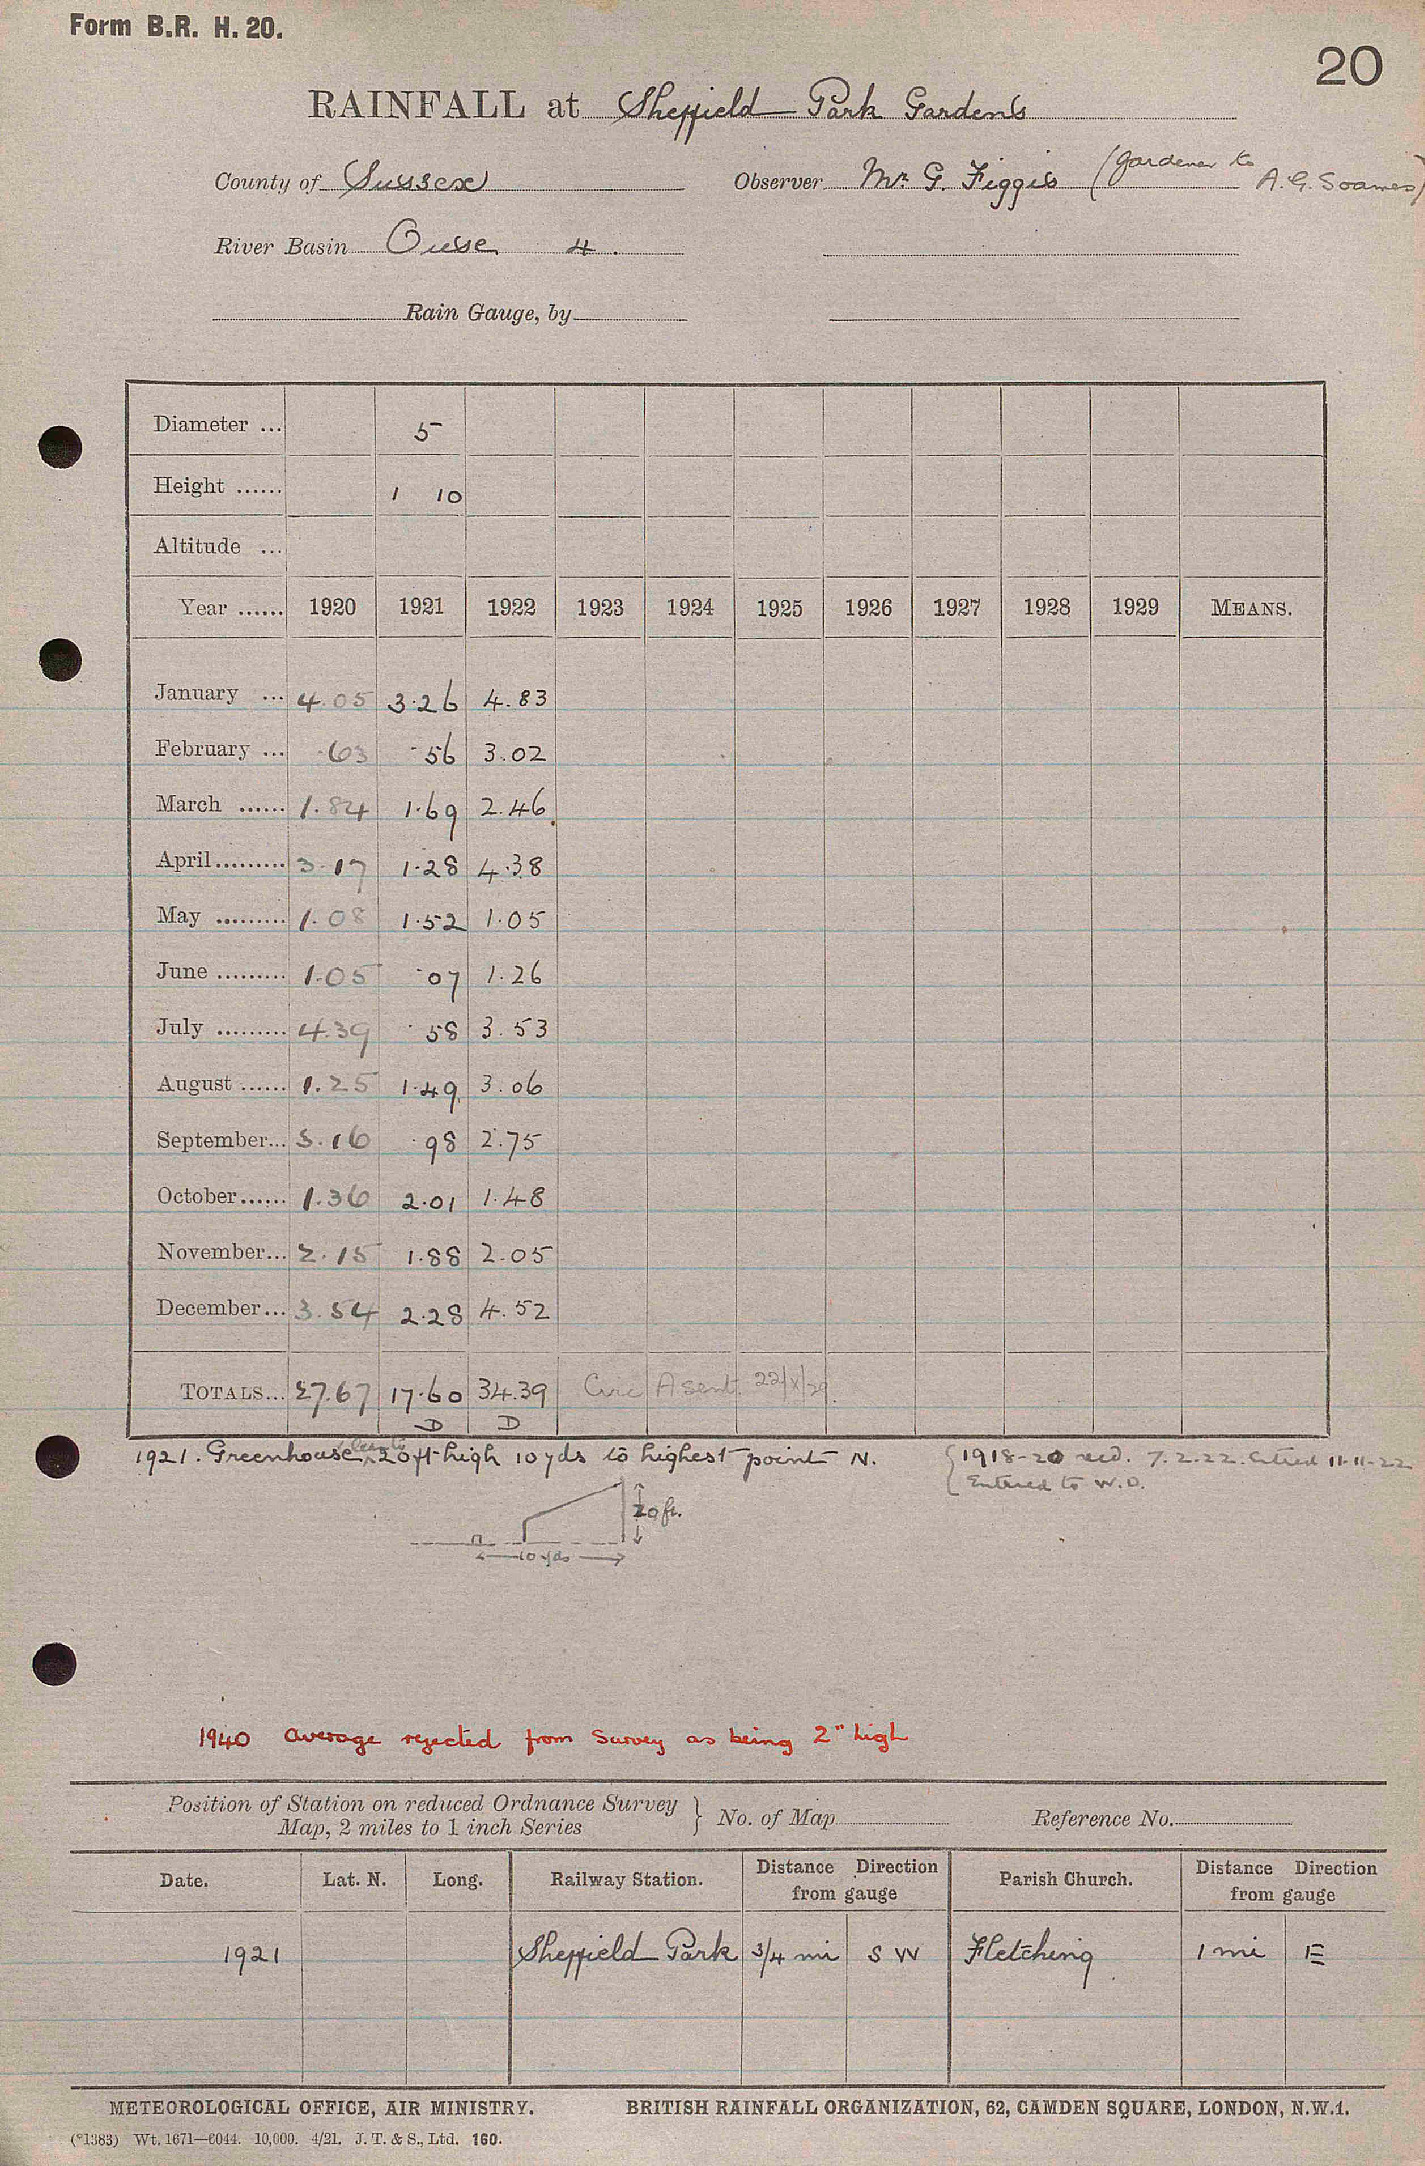 Form B.R. H. 20.
20
RAINFALL at Sheffield Park Gardens
County of Sussex Observer Mr. G. Figgis (gardener to A. G. Soames)
River Basin Ouse 4.
Rain Gauge, by
Diameter ... 5
Height ...... 1 10
Altitude ...
Year ...... 1920 1921 1922 1923 1924 1925 1926 1927 1928 1929 MEANS.
January ... 4.05 3.26 4.83
February ... .63 .56 3.02
March ...... 1.84 1.69 2.46
April......... 3.17 1.28 4.38
May ......... 1.08 1.52 1.05
June ......... 1.05 .07 1.26
July ......... 4.39 .58 3.53
August ...... 1.25 1.49 3.06
September... 3.16 .98 2.75
October...... 1.36 2.01 1.48
November... 2.15 1.88 2.05
December... 3.54 2.28 4.52
TOTALS... 27.67 17.60 34.39 Circ A sent 22/X/29.
D D
1921. Greenhouse (lean to) 20 ft high 10 yds to highest point N. {1918-20 recd. 7.2.22. Entered 11-11-22
Entered to W.O.
20 ft.
10 yds
1940 Average rejected from Survey as being 2" high
Position of Station on reduced Ordnance Survey Map, 2 miles to 1 inch Series } No. of Map Reference No.
Date. Lat. N. Long. Railway Station. Distance Direction from gauge Parish Church. Distance Direction from gauge
1921 Sheffield Park 3/4 mi S W Fletching 1 mi E
METEOROLOGICAL OFFICE, AIR MINISTRY. BRITISH RAINFALL ORGANIZATION, 62, CAMDEN SQUARE, LONDON, N.W.1.
(*1383) Wt. 1671—6044. 10,000. 4/21. J. T. & S., Ltd. 160.